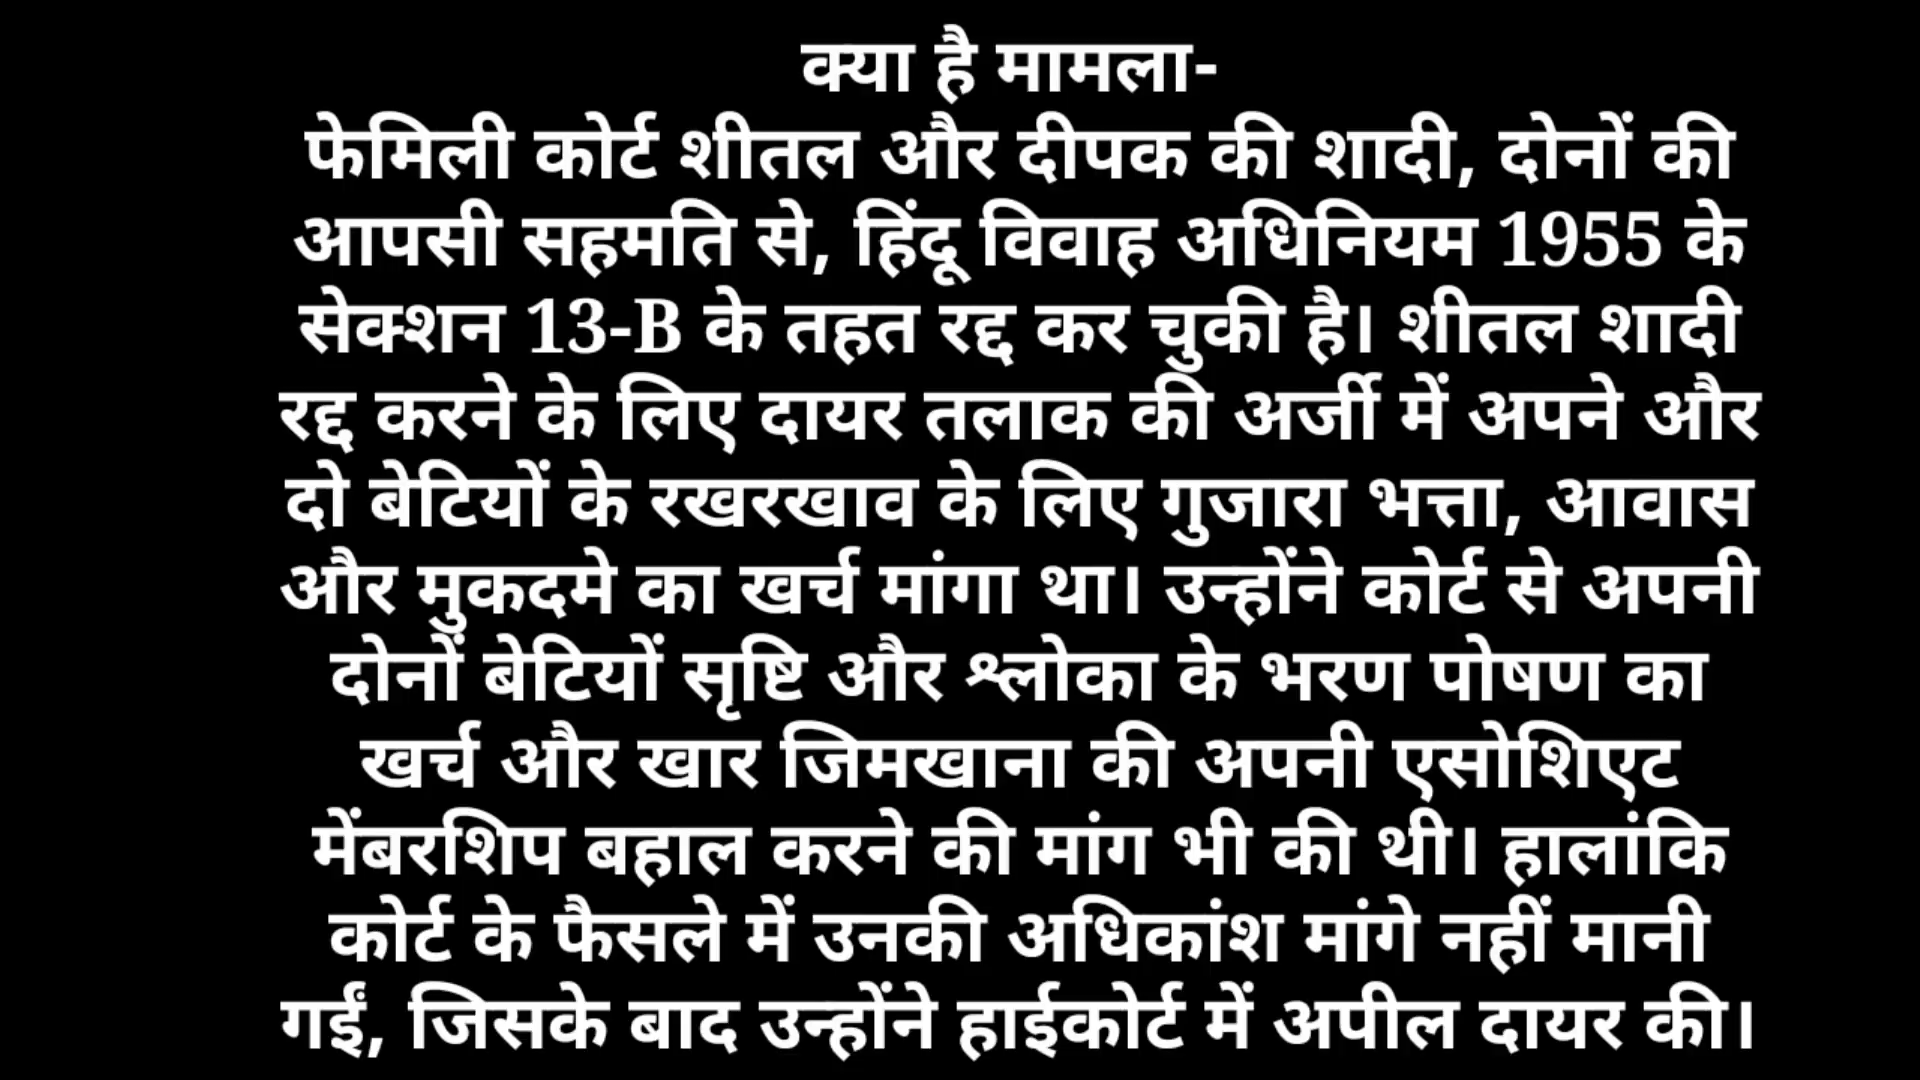 क्या है मामला-
फेमिली कोर्ट शीतल और दीपक की शादी, दोनों की
आपसी सहमति से, हिंदू विवाह अधिनियम 1955 के
सेक्शन 13-B के तहत रद्द कर चुकी है। शीतल शादी
रद्द करने के लिए दायर तलाक की अर्जी में अपने और
दो बेटियों के रखरखाव के लिए गुजारा भत्ता, आवास
और मुकदमे का खर्च मांगा था। उन्होंने कोर्ट से अपनी
दोनों बेटियों सृष्टि और श्लोका के भरण पोषण का
खर्च और खार जिमखाना की अपनी एसोशिएट
मेंबरशिप बहाल करने की मांग भी की थी। हालांकि
कोर्ट के फैसले में उनकी अधिकांश मांगे नहीं मानी
गईं, जिसके बाद उन्होंने हाईकोर्ट में अपील दायर की।